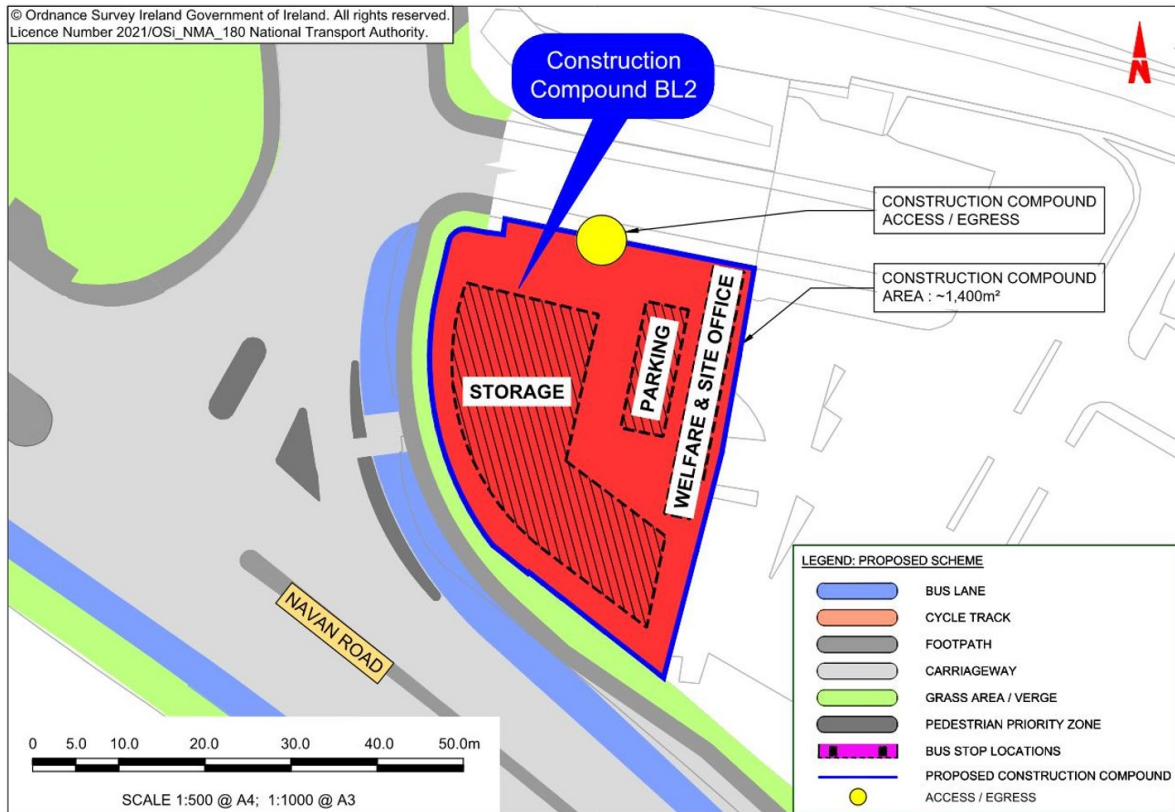 © Ordnance Survey Ireland Government of Ireland. All rights reserved.
Licence Number 2021/OSi_NMA_180 National Transport Authority.
Construction
Compound BL2
N
CONSTRUCTION COMPOUND
ACCESS / EGRESS
CONSTRUCTION COMPOUND
AREA : ~1,400m²
STORAGE
PARKING
WELFARE & SITE OFFICE
NAVAN ROAD
0 5.0 10.0 20.0 30.0 40.0 50.0m
SCALE 1:500 @ A4; 1:1000 @ A3
LEGEND: PROPOSED SCHEME
BUS LANE
CYCLE TRACK
FOOTPATH
CARRIAGEWAY
GRASS AREA / VERGE
PEDESTRIAN PRIORITY ZONE
BUS STOP LOCATIONS
PROPOSED CONSTRUCTION COMPOUND
ACCESS / EGRESS